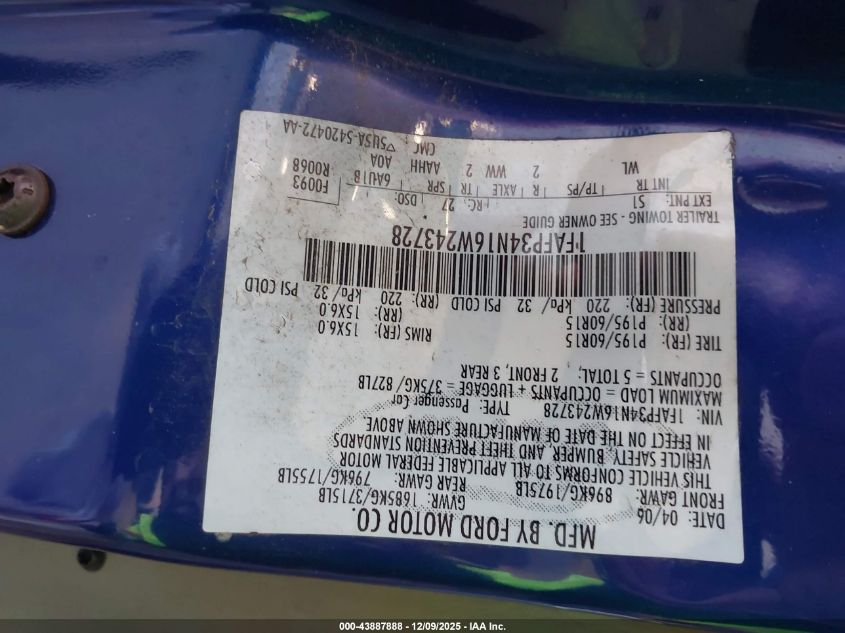 MFD. BY FORD MOTOR CO.
DATE: 04/06 GVWR: 1685KG/3715LB
FRONT GAWR: REAR GAWR:
896KG/1975LB 796KG/1755LB
THIS VEHICLE CONFORMS TO ALL APPLICABLE FEDERAL MOTOR
VEHICLE SAFETY, BUMPER, AND THEFT PREVENTION STANDARDS
IN EFFECT ON THE DATE OF MANUFACTURE SHOWN ABOVE
VIN: 1FAFP34N16W243728 TYPE: Passenger Car
MAXIMUM LOAD = OCCUPANTS + LUGGAGE = 375KG/ 827LB
OCCUPANTS = 5 TOTAL, 2 FRONT, 3 REAR
TIRE (FR): P195/60R15 RIMS (FR): 15X6.0
(RR): P195/60R15 (RR): 15X6.0
PRESSURE (FR): 220 kPa/ 32 PSI COLD (RR): 220 kPa/ 32 PSI COLD
1FAFP34N16W243728
TRAILER TOWING - SEE OWNER GUIDE
EXT PNT: S1 RC: 27 DSO: F0093
INT TR TP/PS R AXLE TR SPR 6AU1B R0068
WL 2 WW 2 AAHH A0A
CMC
▽5USA-5420472-AA
000-43887888 - 12/09/2025 - IAA Inc.